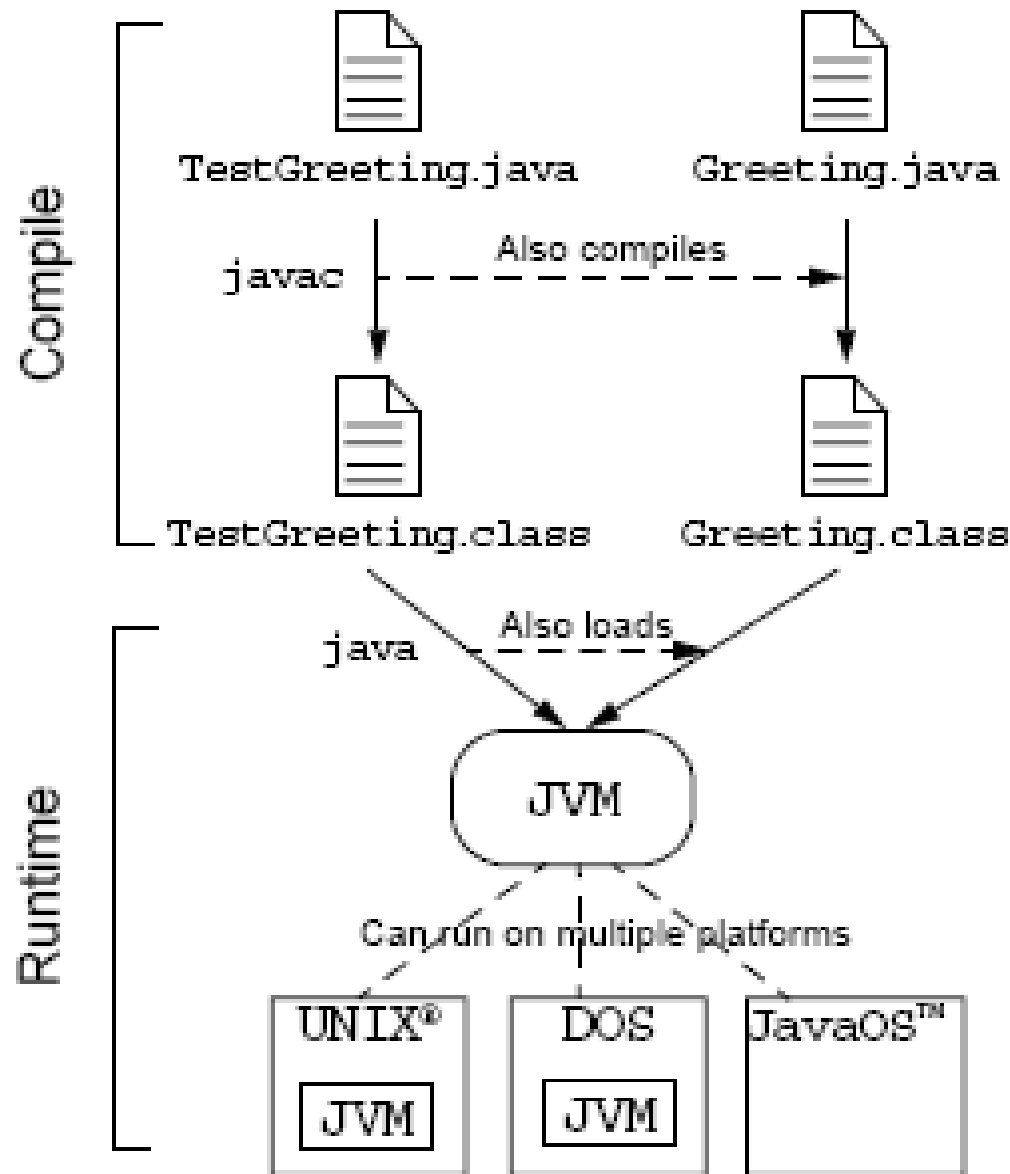 Compile
TestGreeting.java
Greeting.java
javac
Also compiles
TestGreeting.class
Greeting.class
Runtime
java
Also loads
JVM
Can run on multiple platforms
UNIX®
DOS
JavaOS™
JVM
JVM